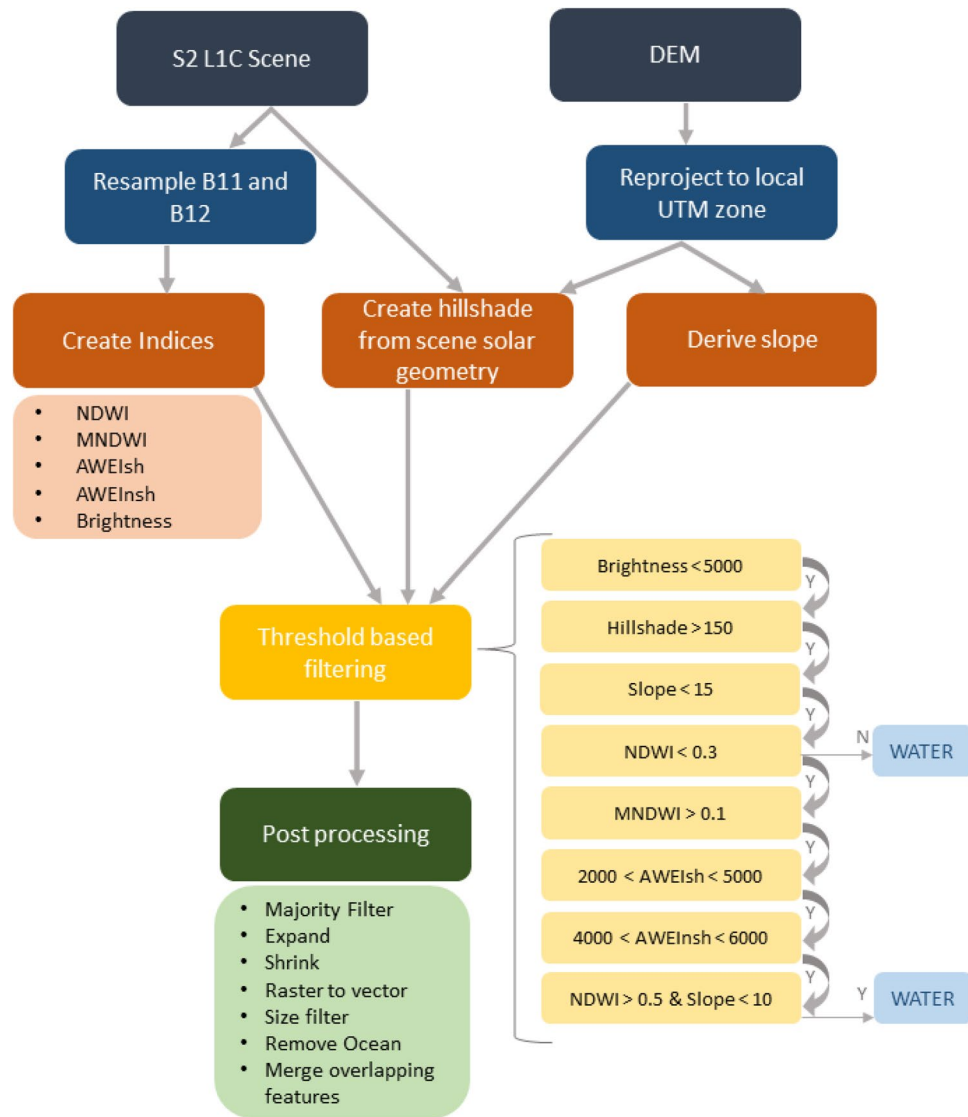 S2 L1C Scene
DEM
Resample B11 and
B12
Reproject to local
UTM zone
Create Indices
Create hillshade
from scene solar
geometry
Derive slope
• NDWI
• MNDWI
• AWEIsh
• AWEInsh
• Brightness
Threshold based
filtering
Brightness < 5000
Y
Hillshade > 150
Y
Slope < 15
Y
NDWI < 0.3
N
WATER
Y
MNDWI > 0.1
Y
2000 < AWEIsh < 5000
Y
4000 < AWEInsh < 6000
Y
NDWI > 0.5 & Slope < 10
Y
WATER
Post processing
• Majority Filter
• Expand
• Shrink
• Raster to vector
• Size filter
• Remove Ocean
• Merge overlapping
features